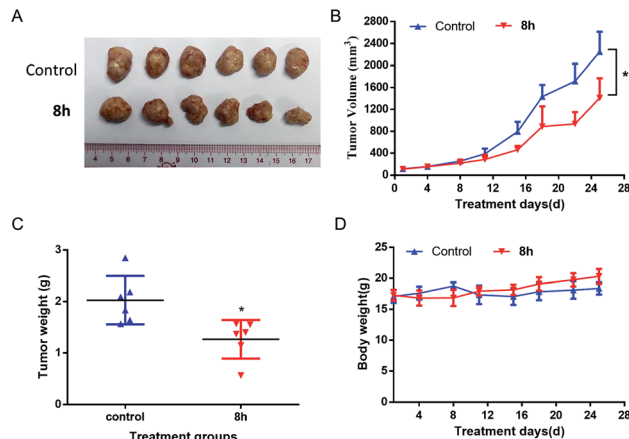 A
Control
8h
4 5 6 7 8 9 10 11 12 13 14 15 16 17
B
Control 8h
Tumor Volume (mm3)
2800
2400
2000
1600
1200
800
400
0
*
0 4 8 12 16 20 24 28
Treatment days(d)
C
Tumor weight (g)
3
2
1
0
*
control 8h
Treatment groups
D
Control 8h
Body weight(g)
25
20
15
10
5
0
4 8 12 16 20 24 28
Treatment days(d)